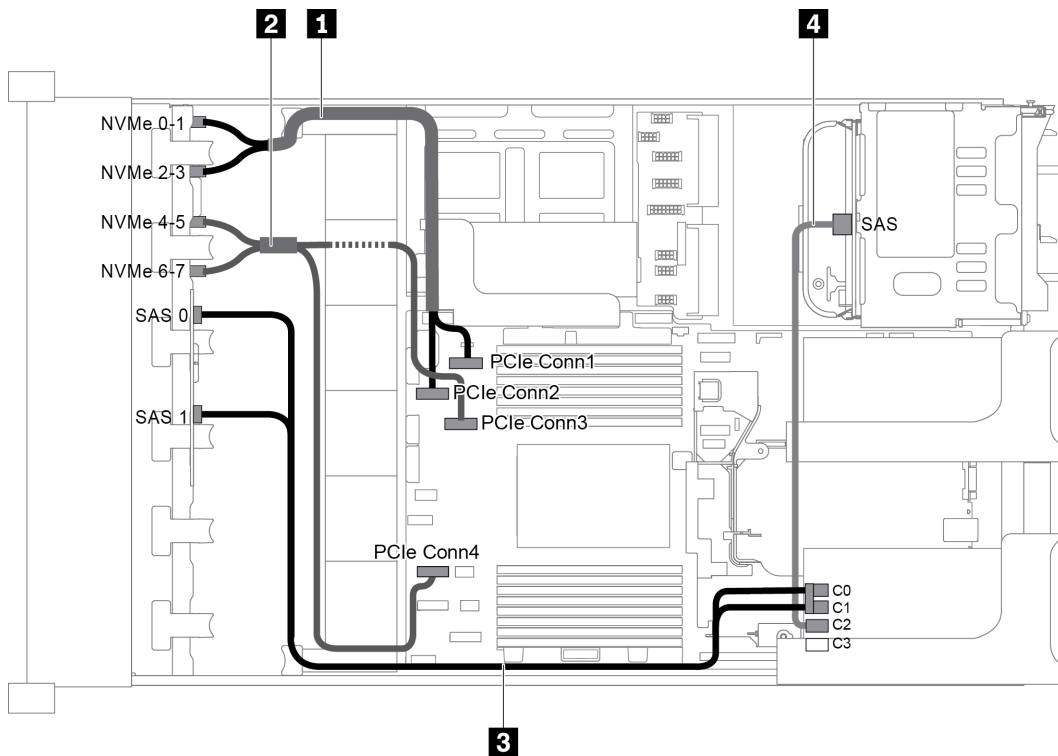 2
1
4
NVMe 0-1
NVMe 2-3
NVMe 4-5
NVMe 6-7
SAS 0
SAS 1
SAS
PCIe Conn1
PCIe Conn2
PCIe Conn3
PCIe Conn4
C0
C1
C2
C3
3